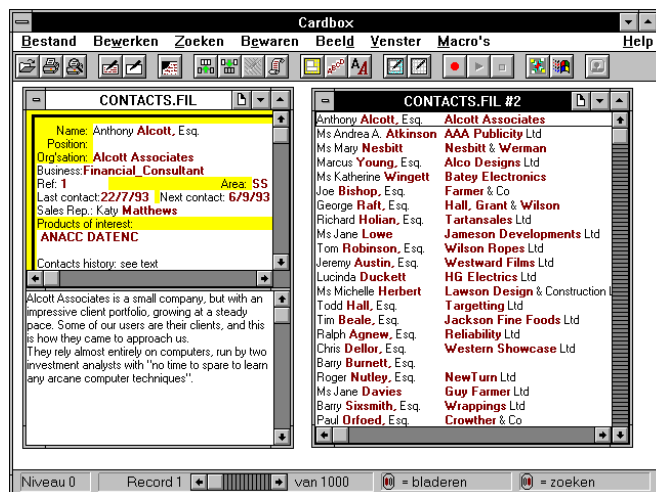 Cardbox
Bestand Bewerken Zoeken Bewaren Beeld Venster Macro's Help
CONTACTS.FIL
Name: Anthony Alcott, Esq.
Position:
Org'sation: Alcott Associates
Business: Financial_Consultant
Ref: 1 Area: SS
Last contact: 22/7/93 Next contact: 6/9/93
Sales Rep.: Katy Matthews
Products of interest:
ANACC DATENC
Contacts history: see text
Alcott Associates is a small company, but with an
impressive client portfolio, growing at a steady
pace. Some of our users are their clients, and this
is how they came to approach us.
They rely almost entirely on computers, run by two
investment analysts with "no time to spare to learn
any arcane computer techniques".
CONTACTS.FIL #2
Anthony Alcott, Esq. Alcott Associates
Ms Andrea A. Atkinson AAA Publicity Ltd
Ms Mary Nesbitt Nesbitt & Werman
Marcus Young, Esq. Alco Designs Ltd
Ms Katherine Wingett Batey Electronics
Joe Bishop, Esq. Farmer & Co
George Raft, Esq. Hall, Grant & Wilson
Richard Holian, Esq. Tartansales Ltd
Ms Jane Lowe Jameson Developments Ltd
Tom Robinson, Esq. Wilson Ropes Ltd
Jeremy Austin, Esq. Westward Films Ltd
Lucinda Duckett HG Electrics Ltd
Ms Michelle Herbert Lawson Design & Construction L
Todd Hall, Esq. Targetting Ltd
Tim Beale, Esq. Jackson Fine Foods Ltd
Ralph Agnew, Esq. Reliability Ltd
Chris Dellor, Esq. Western Showcase Ltd
Barry Burnett, Esq.
Roger Nutley, Esq. NewTurn Ltd
Ms Jane Davies Guy Farmer Ltd
Barry Sixsmith, Esq. Wrappings Ltd
Paul Orfoed, Esq. Crowther & Co
Niveau 0 Record 1 van 1000 = bladeren = zoeken